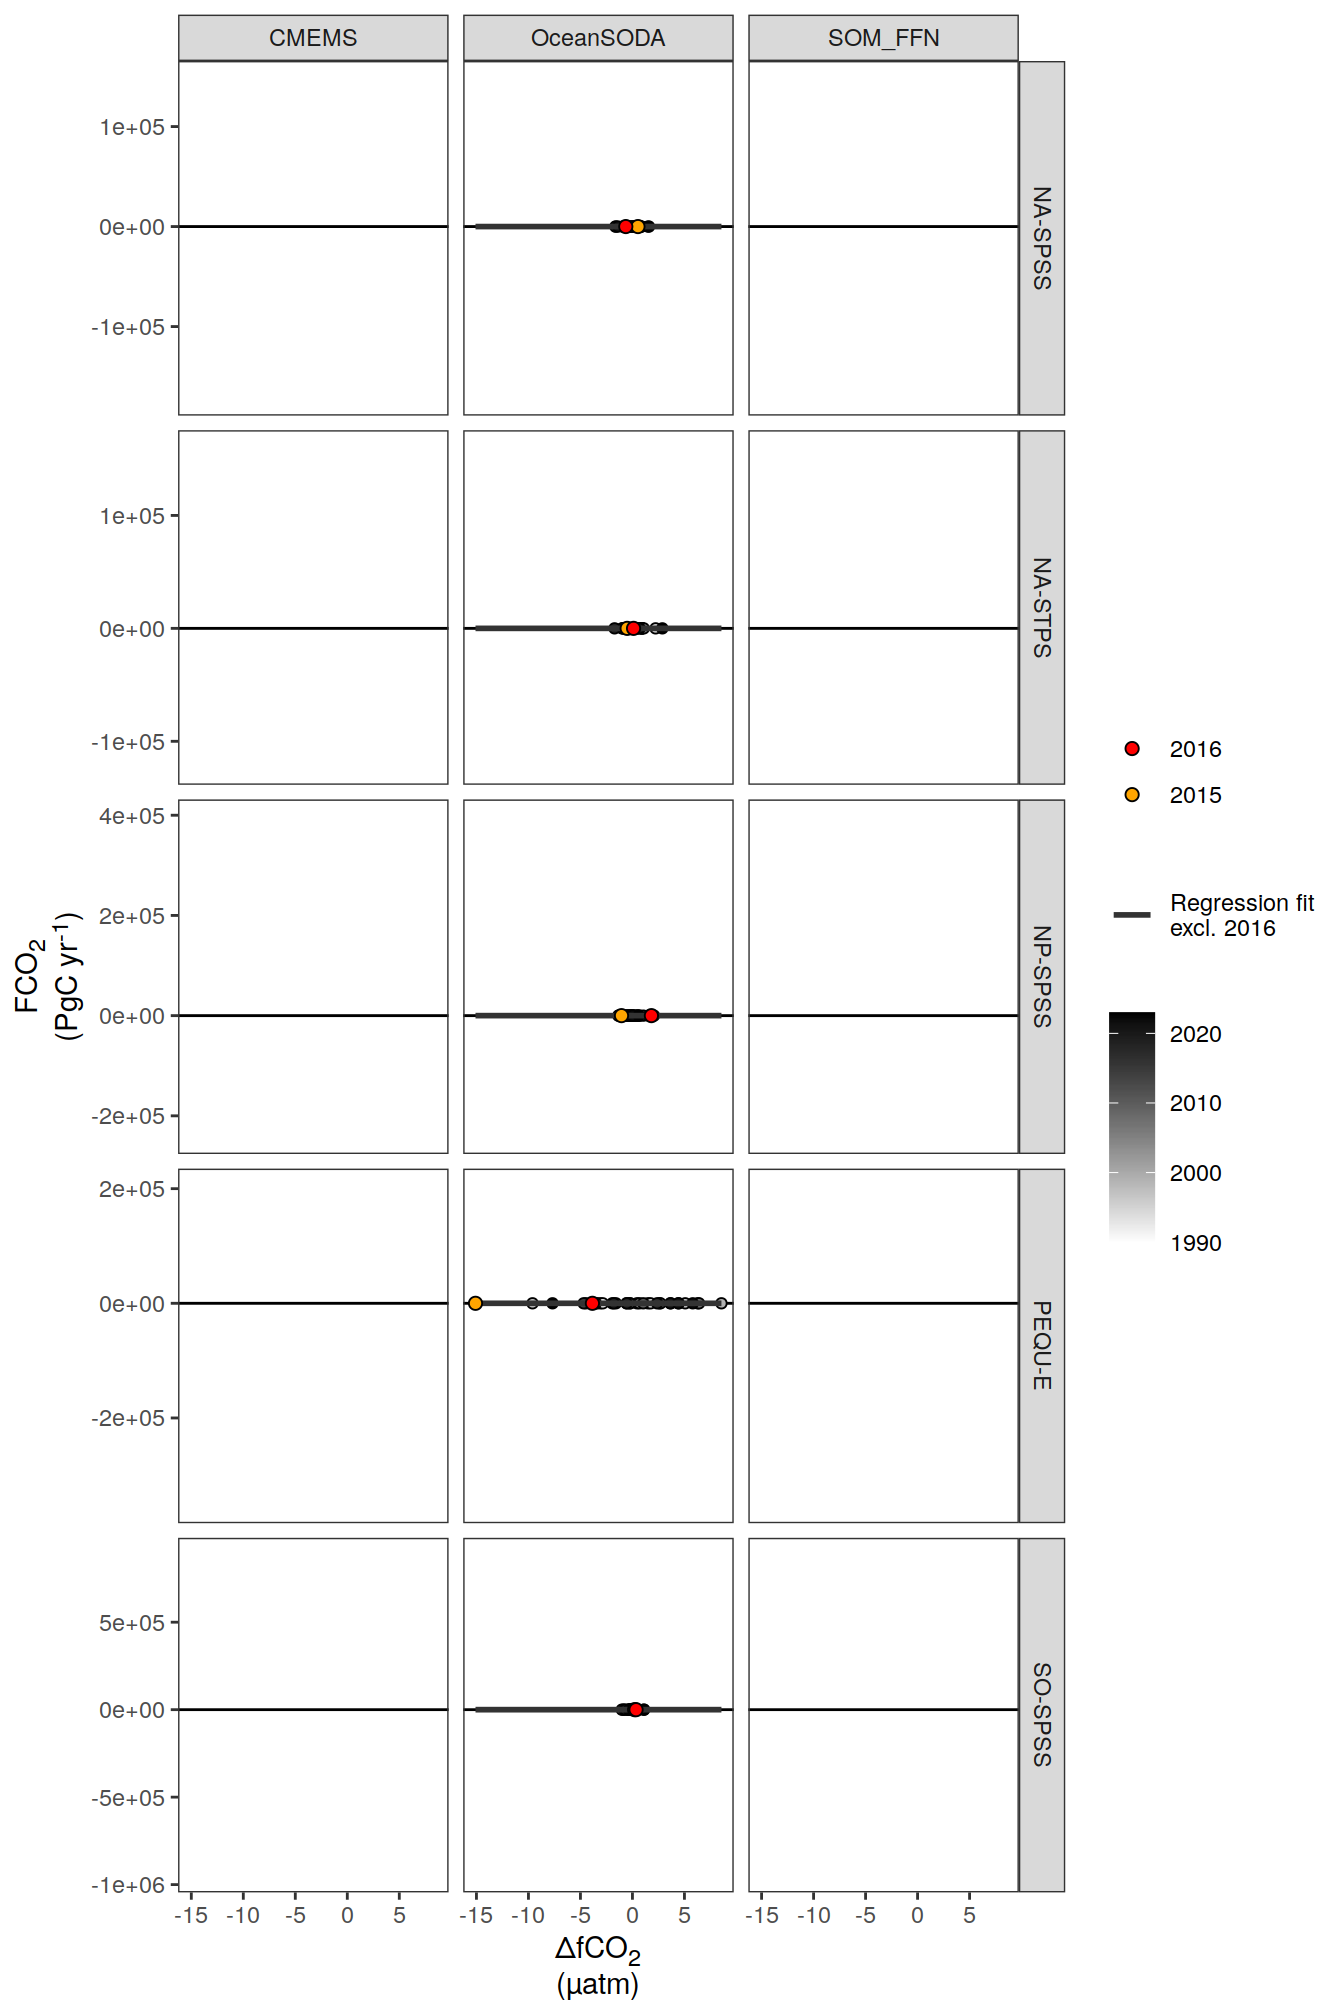 CMEMS
OceanSODA
SOM_FFN
1e+05
0e+00
-1e+05
NA-SPSS
1e+05
0e+00
-1e+05
NA-STPS
4e+05
2e+05
0e+00
-2e+05
NP-SPSS
2e+05
0e+00
-2e+05
PEQU-E
5e+05
0e+00
-5e+05
-1e+06
SO-SPSS
FCO₂
(PgC yr⁻¹)
-15 -10 -5 0 5
-15 -10 -5 0 5
-15 -10 -5 0 5
ΔfCO₂
(µatm)
2016
2015
Regression fit
excl. 2016
2020
2010
2000
1990